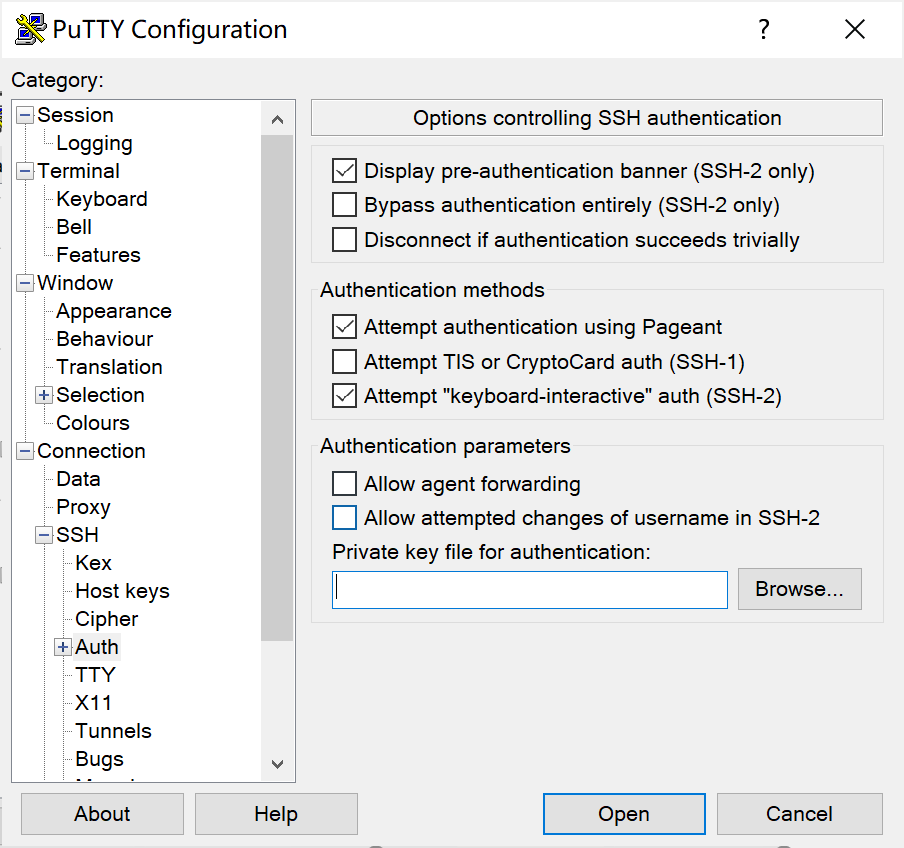 PuTTY Configuration
?
Category:
Session
Logging
Terminal
Keyboard
Bell
Features
Window
Appearance
Behaviour
Translation
Selection
Colours
Connection
Data
Proxy
SSH
Kex
Host keys
Cipher
Auth
TTY
X11
Tunnels
Bugs
Options controlling SSH authentication
Display pre-authentication banner (SSH-2 only)
Bypass authentication entirely (SSH-2 only)
Disconnect if authentication succeeds trivially
Authentication methods
Attempt authentication using Pageant
Attempt TIS or CryptoCard auth (SSH-1)
Attempt "keyboard-interactive" auth (SSH-2)
Authentication parameters
Allow agent forwarding
Allow attempted changes of username in SSH-2
Private key file for authentication:
Browse...
About
Help
Open
Cancel